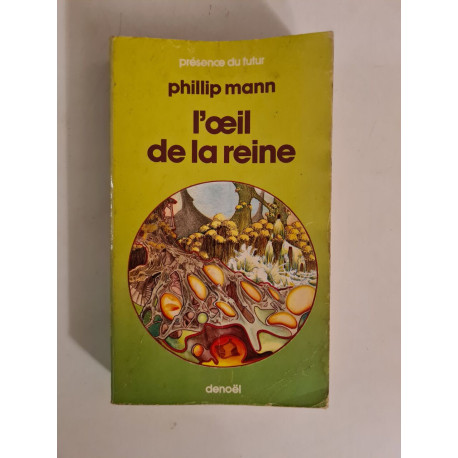 présence du futur
phillip mann
l'œil
de la reine
denoël